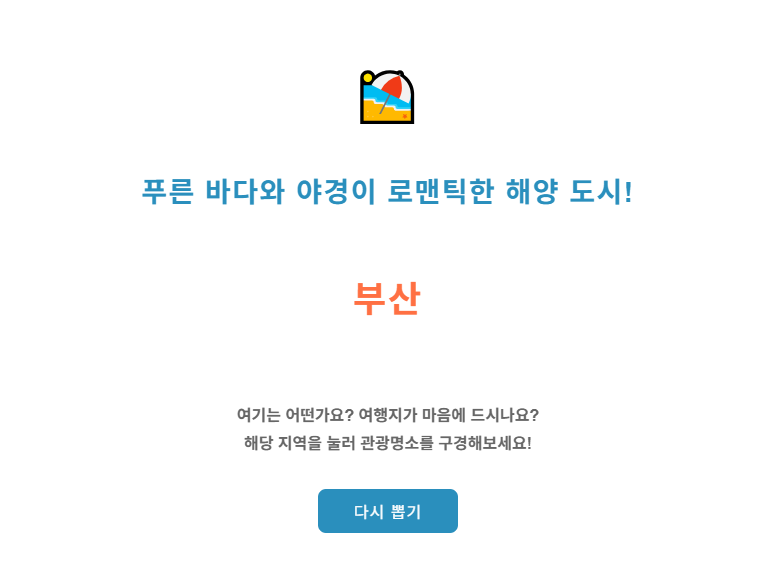 푸른 바다와 야경이 로맨틱한 해양 도시!
부산
여기는 어떤가요? 여행지가 마음에 드시나요?
해당 지역을 눌러 관광명소를 구경해보세요!
다시 뽑기